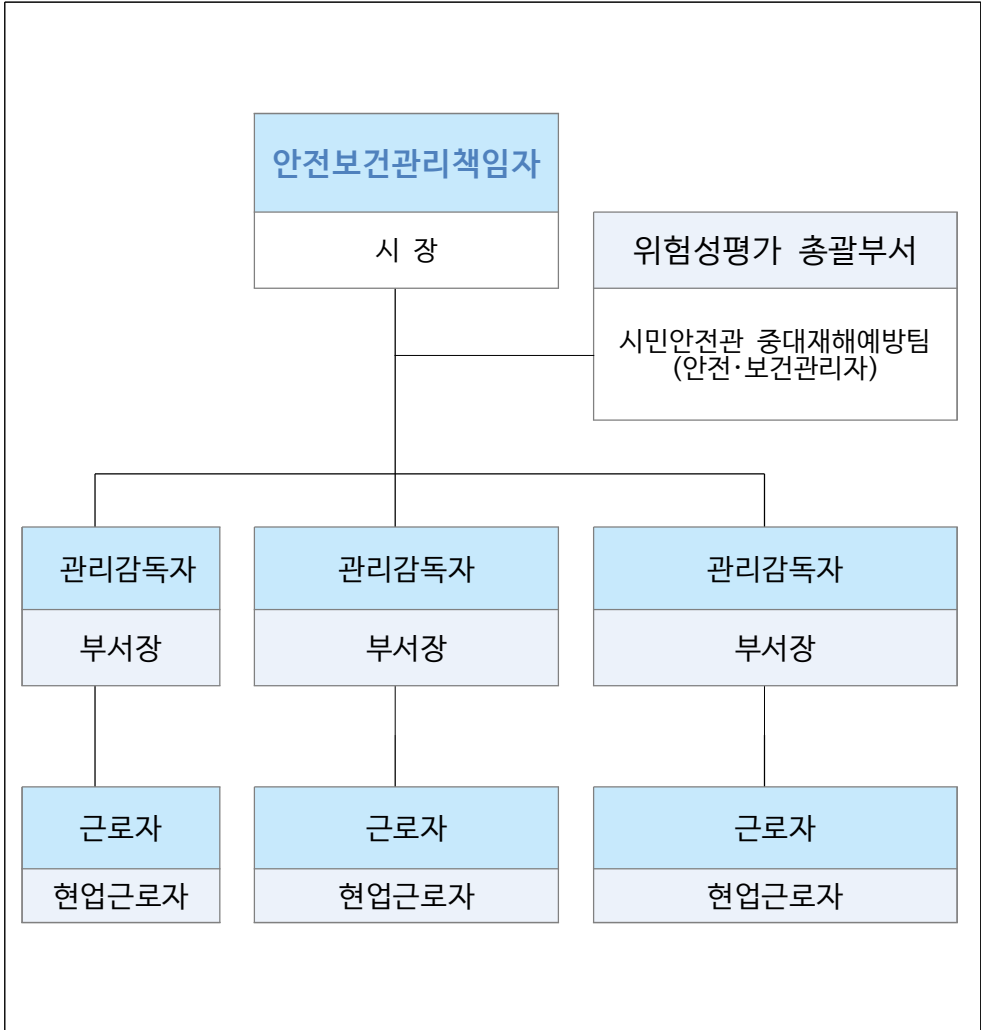 안전보건관리책임자
시 장
위험성평가 총괄부서
시민안전관 중대재해예방팀
(안전·보건관리자)
관리감독자
부서장
관리감독자
부서장
관리감독자
부서장
근로자
현업근로자
근로자
현업근로자
근로자
현업근로자